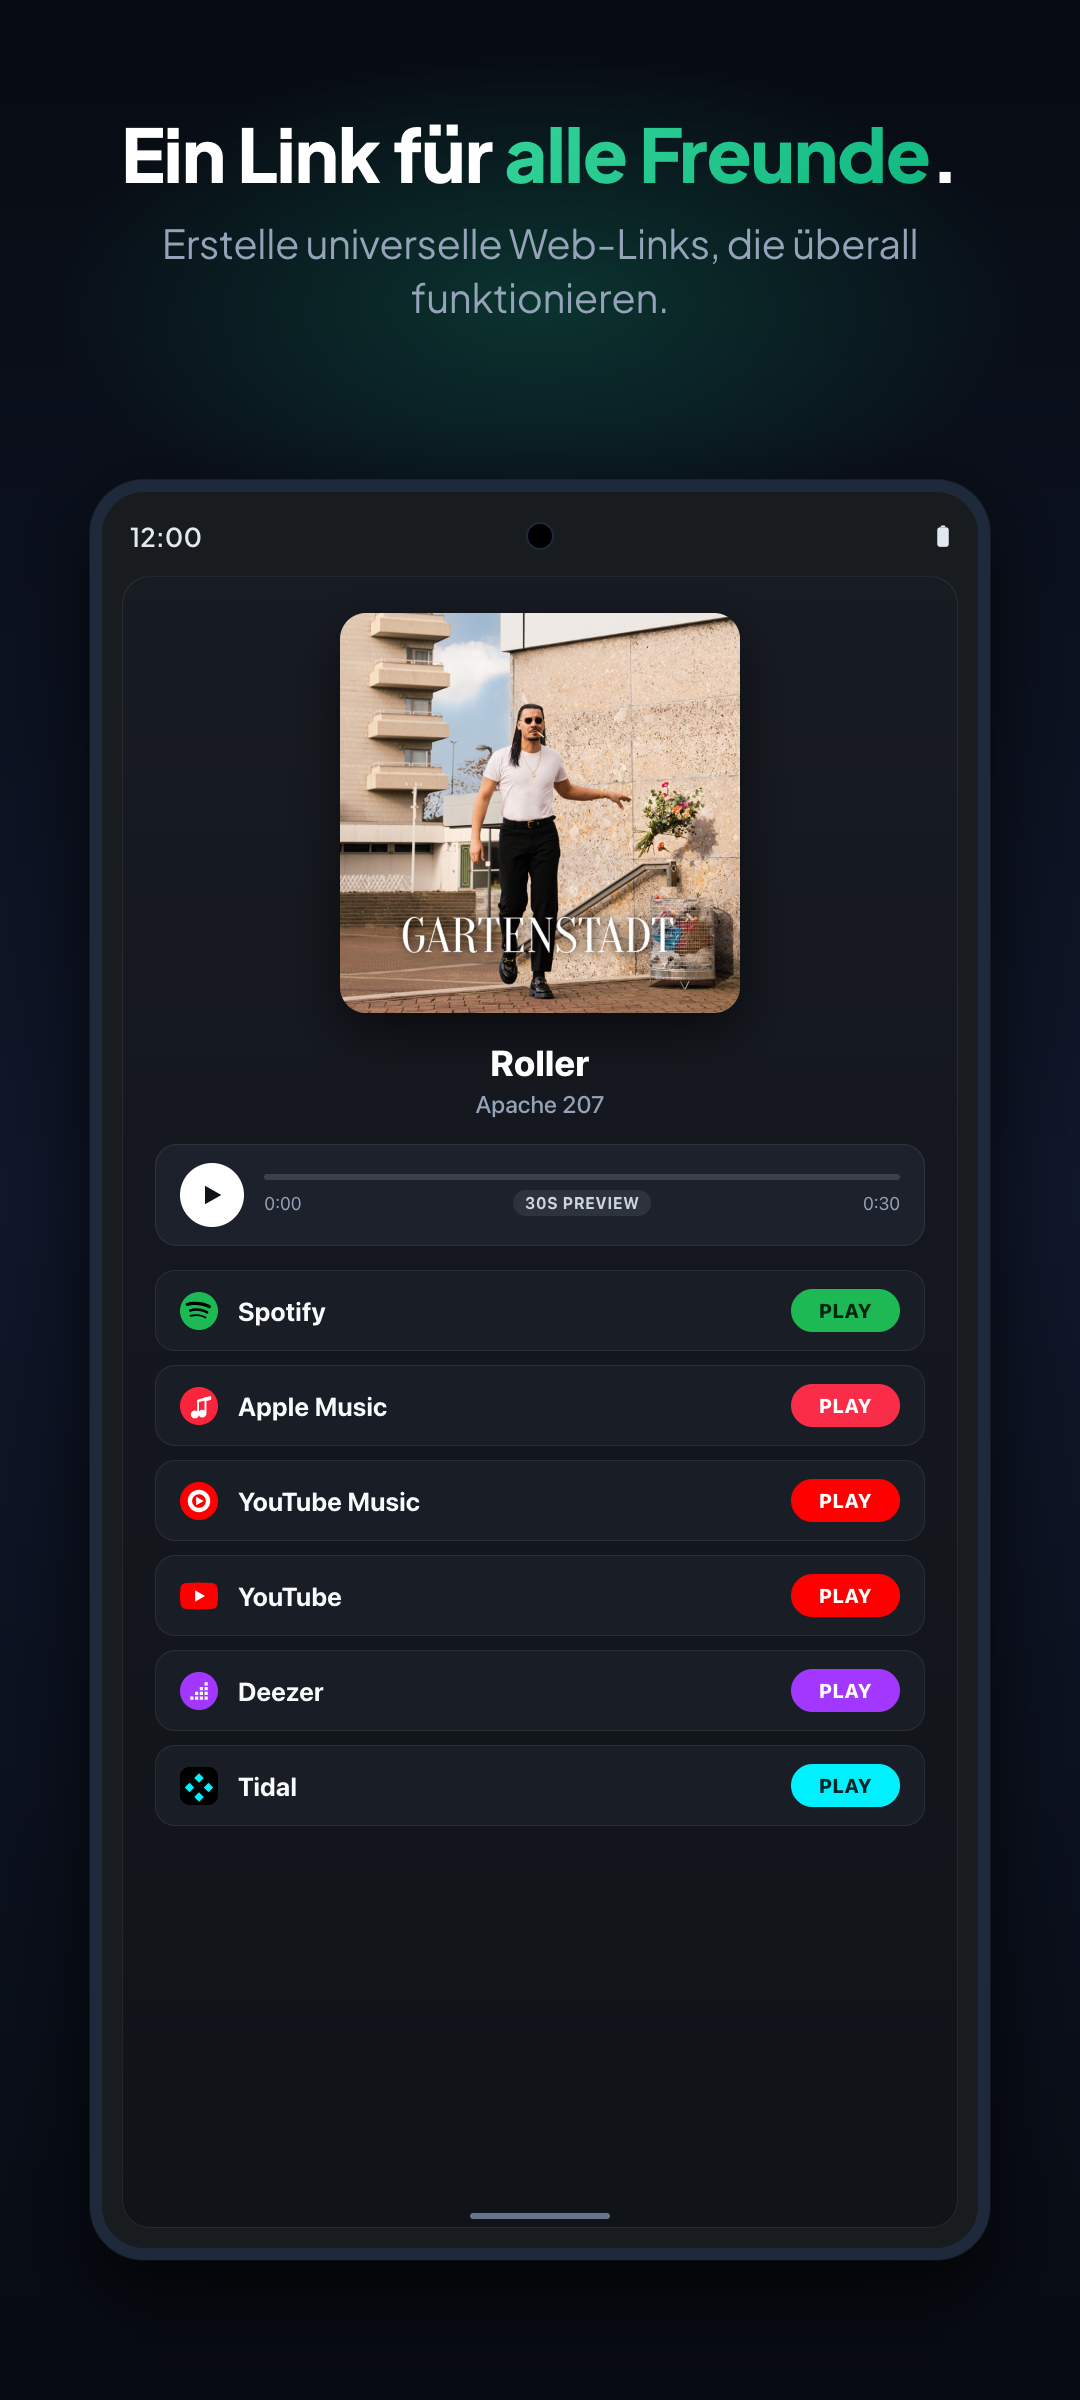 Ein Link für alle Freunde.
Erstelle universelle Web-Links, die überall
funktionieren.
12:00
GARTENSTADT
Roller
Apache 207
0:00
30S PREVIEW
0:30
Spotify
PLAY
Apple Music
PLAY
YouTube Music
PLAY
YouTube
PLAY
Deezer
PLAY
Tidal
PLAY